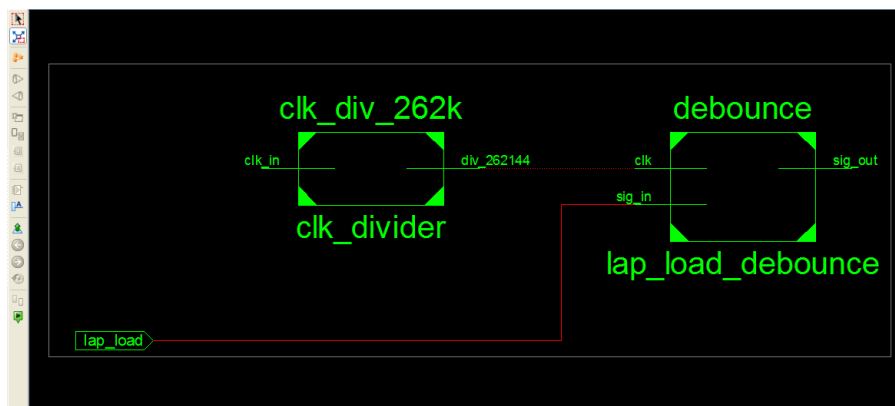 clk_div_262k
debounce
clk_in
div_262144
clk
sig_out
sig_in
clk_divider
lap_load_debounce
lap_load